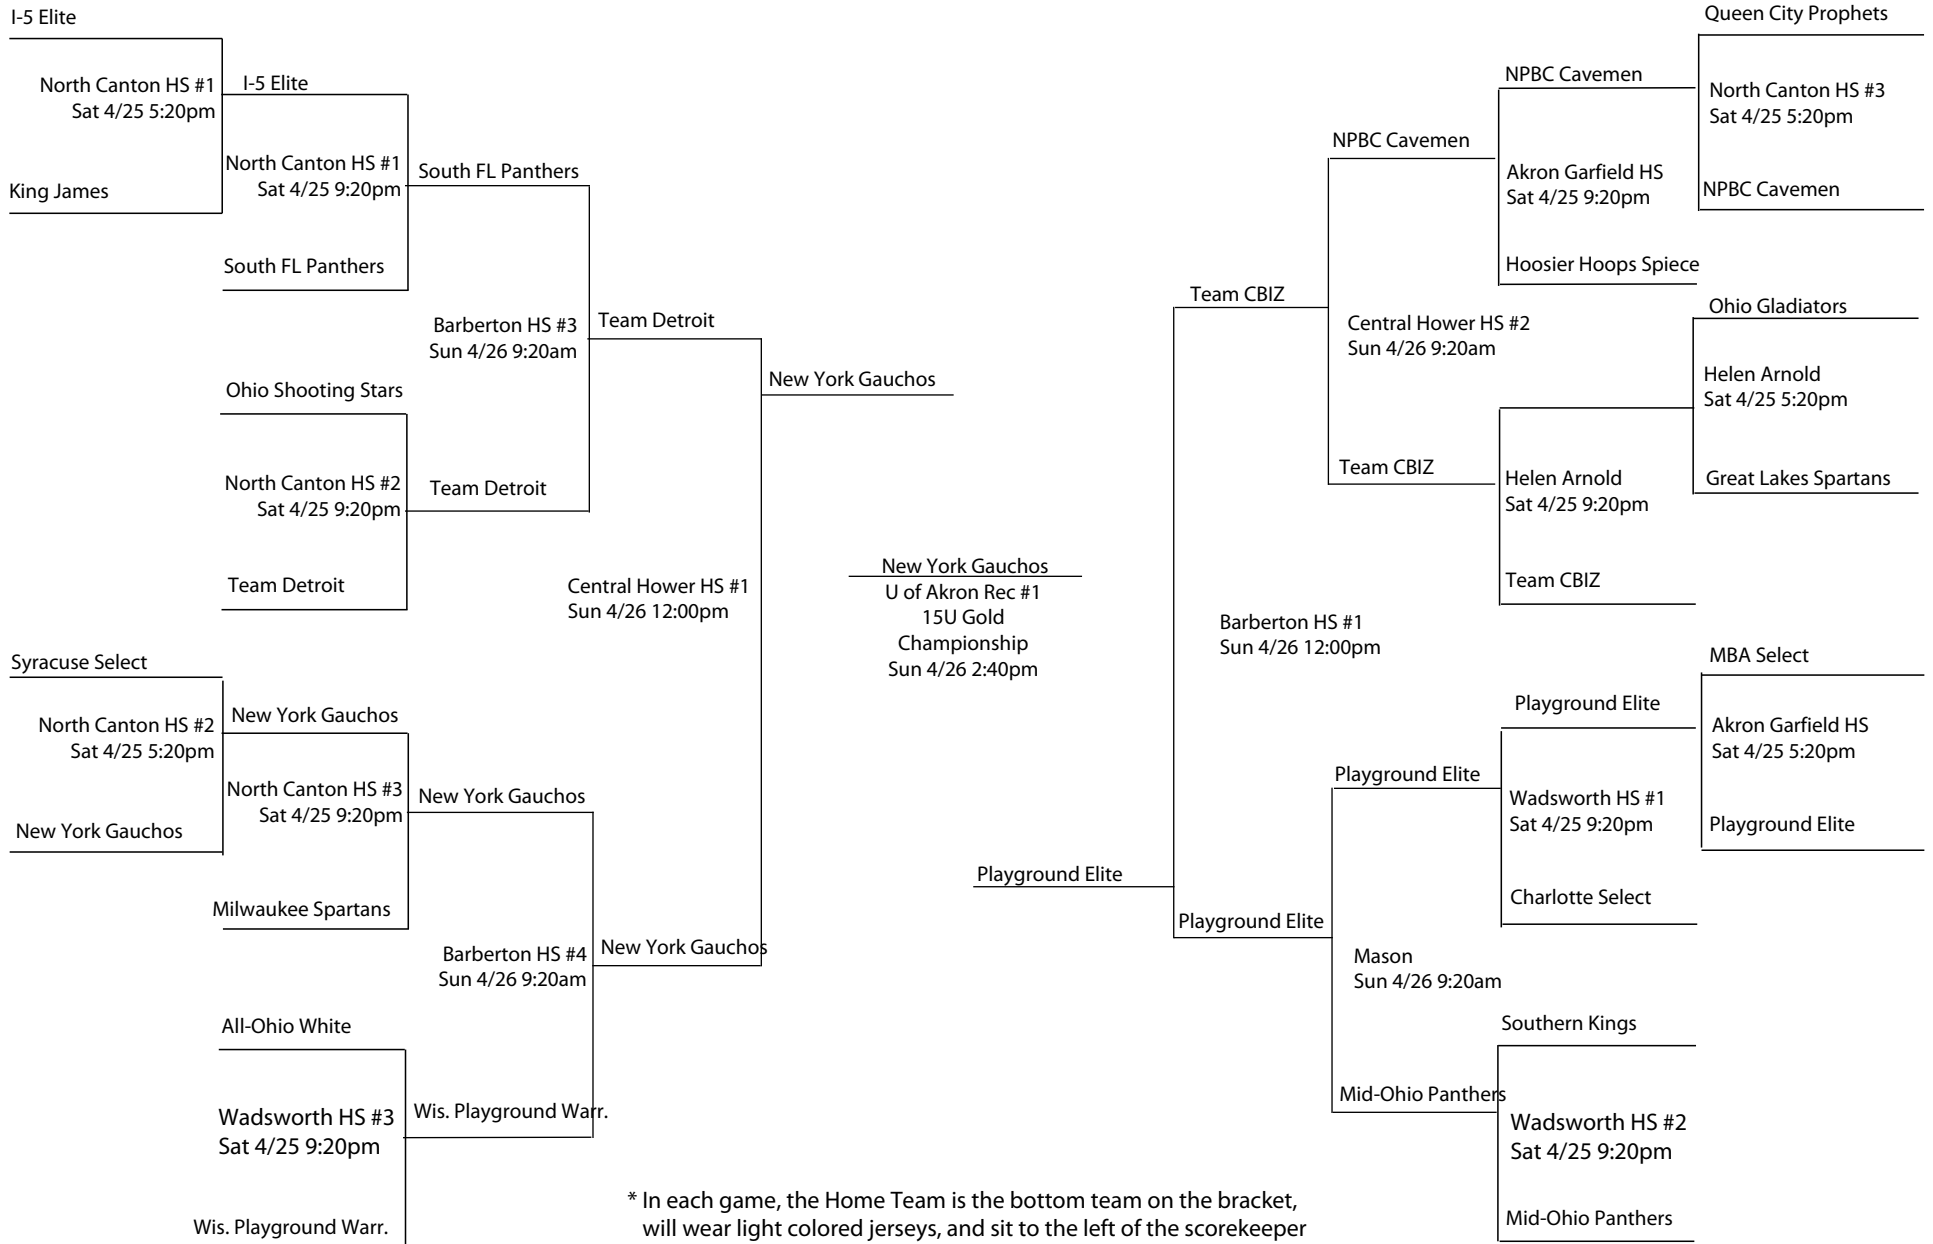 I-5 Elite
North Canton HS #1
Sat 4/25 5:20pm
King James
I-5 Elite
North Canton HS #1
Sat 4/25 9:20pm
South FL Panthers
South FL Panthers
Barberton HS #3
Sun 4/26 9:20am
Ohio Shooting Stars
North Canton HS #2
Sat 4/25 9:20pm
Team Detroit
Team Detroit
Team Detroit
Central Hower HS #1
Sun 4/26 12:00pm
New York Gauchos
Syracuse Select
North Canton HS #2
Sat 4/25 5:20pm
New York Gauchos
New York Gauchos
North Canton HS #3
Sat 4/25 9:20pm
Milwaukee Spartans
New York Gauchos
Barberton HS #4
Sun 4/26 9:20am
New York Gauchos
All-Ohio White
Wadsworth HS #3
Sat 4/25 9:20pm
Wis. Playground Warr.
Wis. Playground Warr.
New York Gauchos
U of Akron Rec #1
15U Gold
Championship
Sun 4/26 2:40pm
Queen City Prophets
North Canton HS #3
Sat 4/25 5:20pm
NPBC Cavemen
NPBC Cavemen
Akron Garfield HS
Sat 4/25 9:20pm
Hoosier Hoops Spiece
NPBC Cavemen
Central Hower HS #2
Sun 4/26 9:20am
Ohio Gladiators
Helen Arnold
Sat 4/25 5:20pm
Great Lakes Spartans
Helen Arnold
Sat 4/25 9:20pm
Team CBIZ
Team CBIZ
Team CBIZ
Barberton HS #1
Sun 4/26 12:00pm
Playground Elite
MBA Select
Akron Garfield HS
Sat 4/25 5:20pm
Playground Elite
Playground Elite
Wadsworth HS #1
Sat 4/25 9:20pm
Charlotte Select
Playground Elite
Playground Elite
Mason
Sun 4/26 9:20am
Southern Kings
Wadsworth HS #2
Sat 4/25 9:20pm
Mid-Ohio Panthers
Mid-Ohio Panthers
* In each game, the Home Team is the bottom team on the bracket,
will wear light colored jerseys, and sit to the left of the scorekeeper